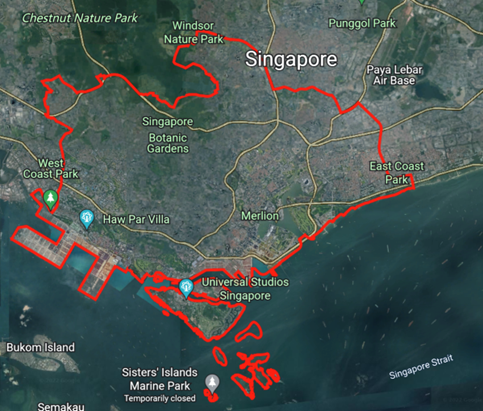 Chestnut Nature Park
Windsor
Nature Park
Punggol Park
Singapore
Paya Lebar
Air Base
Singapore
Botanic
Gardens
West
Coast Park
East Coast
Park
Haw Par Villa
Merlion
Universal Studios
Singapore
Bukom Island
Sisters' Islands
Marine Park
Temporarily closed
Singapore Strait
Semakau